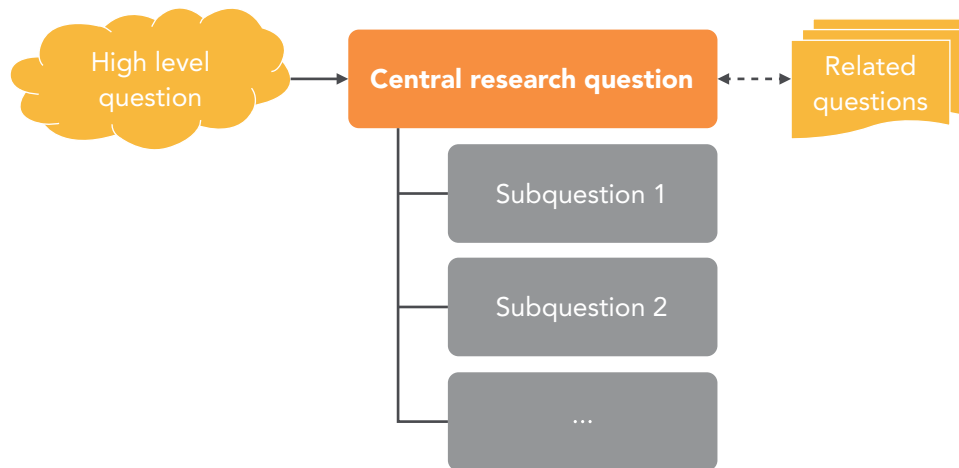 High level
question
Central research question
Related
questions
Subquestion 1
Subquestion 2
...